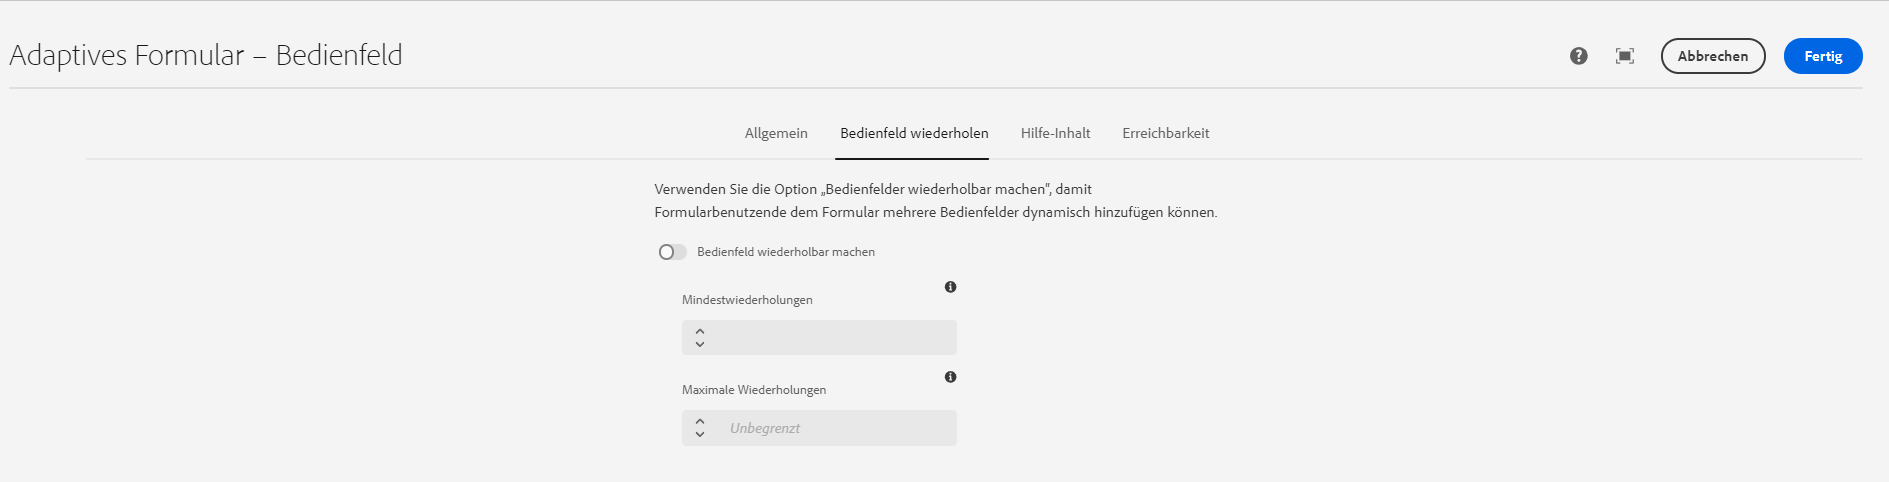 Adaptives Formular – Bedienfeld
Abbrechen
Fertig
Allgemein
Bedienfeld wiederholen
Hilfe-Inhalt
Erreichbarkeit
Verwenden Sie die Option „Bedienfelder wiederholbar machen“, damit
Formularbenutzende dem Formular mehrere Bedienfelder dynamisch hinzufügen können.
Bedienfeld wiederholbar machen
Mindestwiederholungen
Maximale Wiederholungen
Unbegrenzt